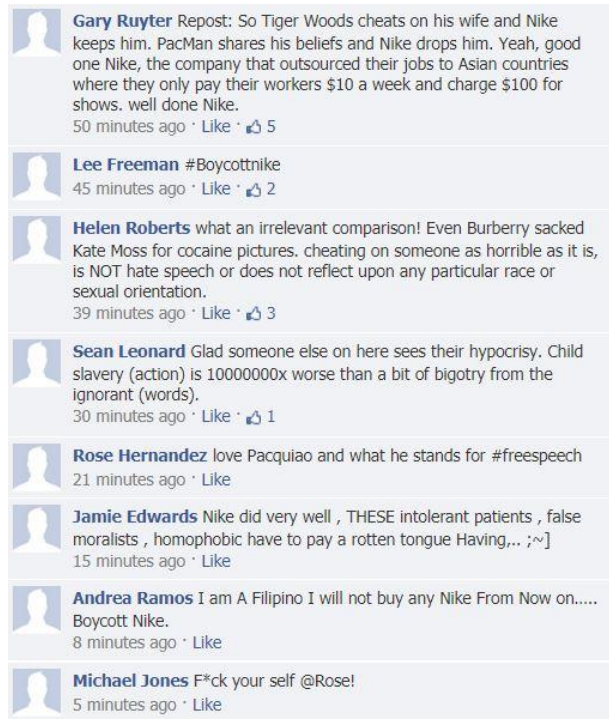 Gary Ruyter Repost: So Tiger Woods cheats on his wife and Nike
keeps him. PacMan shares his beliefs and Nike drops him. Yeah, good
one Nike, the company that outsourced their jobs to Asian countries
where they only pay their workers $10 a week and charge $100 for
shows. well done Nike.
50 minutes ago · Like · 5
Lee Freeman #Boycottnike
45 minutes ago · Like · 2
Helen Roberts what an irrelevant comparison! Even Burberry sacked
Kate Moss for cocaine pictures. cheating on someone as horrible as it is,
is NOT hate speech or does not reflect upon any particular race or
sexual orientation.
39 minutes ago · Like · 3
Sean Leonard Glad someone else on here sees their hypocrisy. Child
slavery (action) is 10000000x worse than a bit of bigotry from the
ignorant (words).
30 minutes ago · Like · 1
Rose Hernandez love Pacquiao and what he stands for #freespeech
21 minutes ago · Like
Jamie Edwards Nike did very well , THESE intolerant patients , false
moralists , homophobic have to pay a rotten tongue Having,.. ;~]
15 minutes ago · Like
Andrea Ramos I am A Filipino I will not buy any Nike From Now on.....
Boycott Nike.
8 minutes ago · Like
Michael Jones F*ck your self @Rose!
5 minutes ago · Like